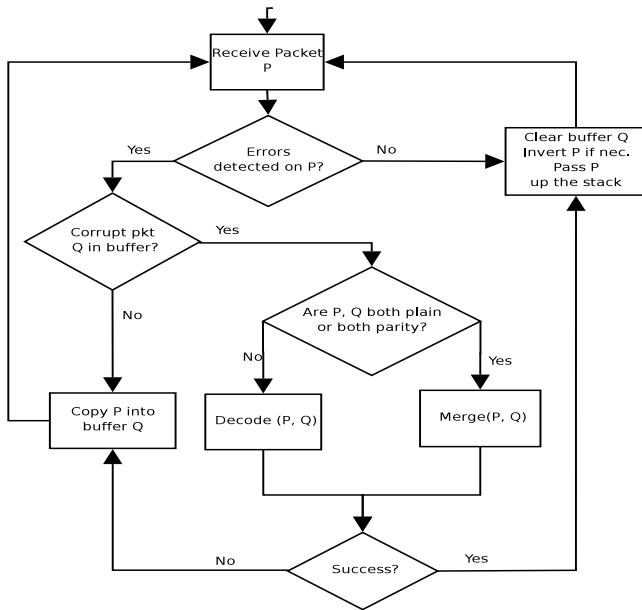 Receive Packet
P
Errors
detected on P?
Yes
No
Clear buffer Q
Invert P if nec.
Pass P
up the stack
Corrupt pkt
Q in buffer?
Yes
No
Are P, Q both plain
or both parity?
No
Yes
Copy P into
buffer Q
Decode (P, Q)
Merge(P, Q)
Success?
No
Yes